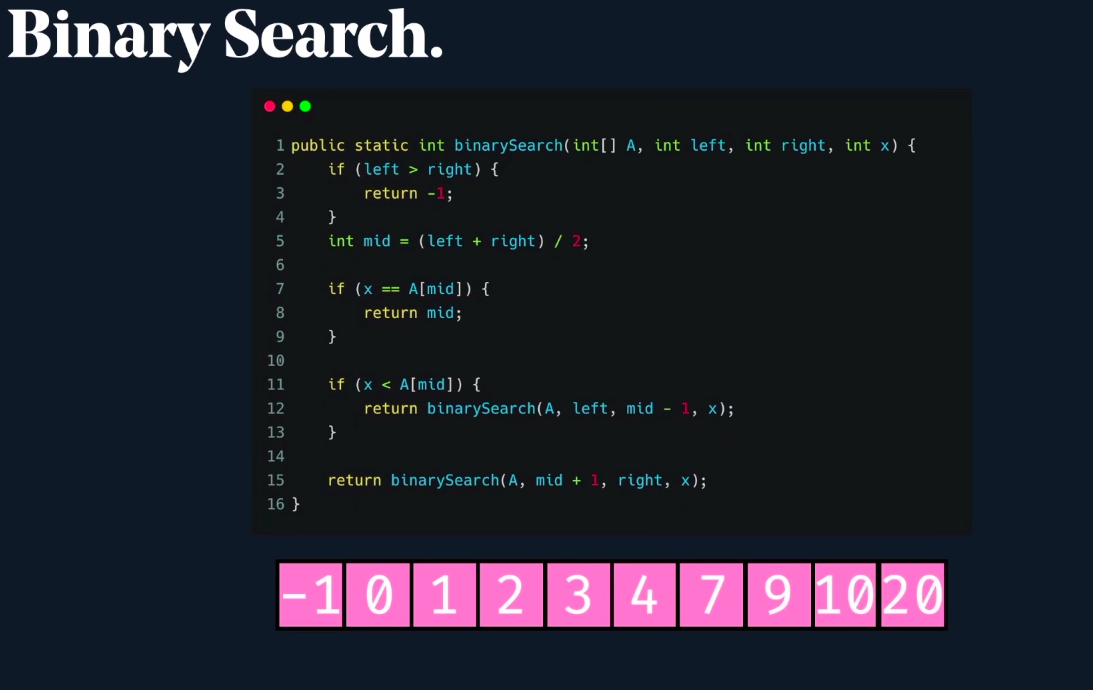 Binary Search.
1 public static int binarySearch(int[] A, int left, int right, int x) {
2     if (left > right) {
3         return -1;
4     }
5     int mid = (left + right) / 2;
6
7     if (x == A[mid]) {
8         return mid;
9     }
10
11     if (x < A[mid]) {
12         return binarySearch(A, left, mid - 1, x);
13     }
14
15     return binarySearch(A, mid + 1, right, x);
16 }
-1 0 1 2 3 4 7 9 10 20